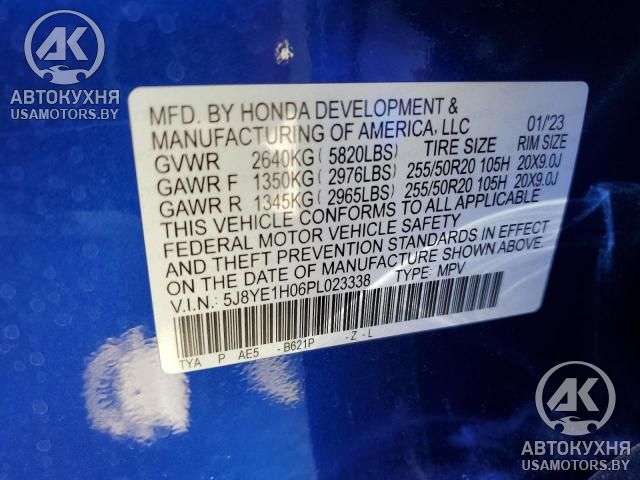 AK
АВТОКУХНЯ
USAMOTORS.BY
MFD. BY HONDA DEVELOPMENT &
MANUFACTURING OF AMERICA, LLC 01/'23
GVWR 2640KG ( 5820LBS) TIRE SIZE RIM SIZE
GAWR F 1350KG ( 2976LBS) 255/50R20 105H 20X9.0J
GAWR R 1345KG ( 2965LBS) 255/50R20 105H 20X9.0J
THIS VEHICLE CONFORMS TO ALL APPLICABLE
FEDERAL MOTOR VEHICLE SAFETY
AND THEFT PREVENTION STANDARDS IN EFFECT
ON THE DATE OF MANUFACTURE SHOWN ABOVE.
V.I.N.: 5J8YE1H06PL023338 TYPE: MPV
TYA P AE5 -B621P -Z -L
AK
АВТОКУХНЯ
USAMOTORS.BY